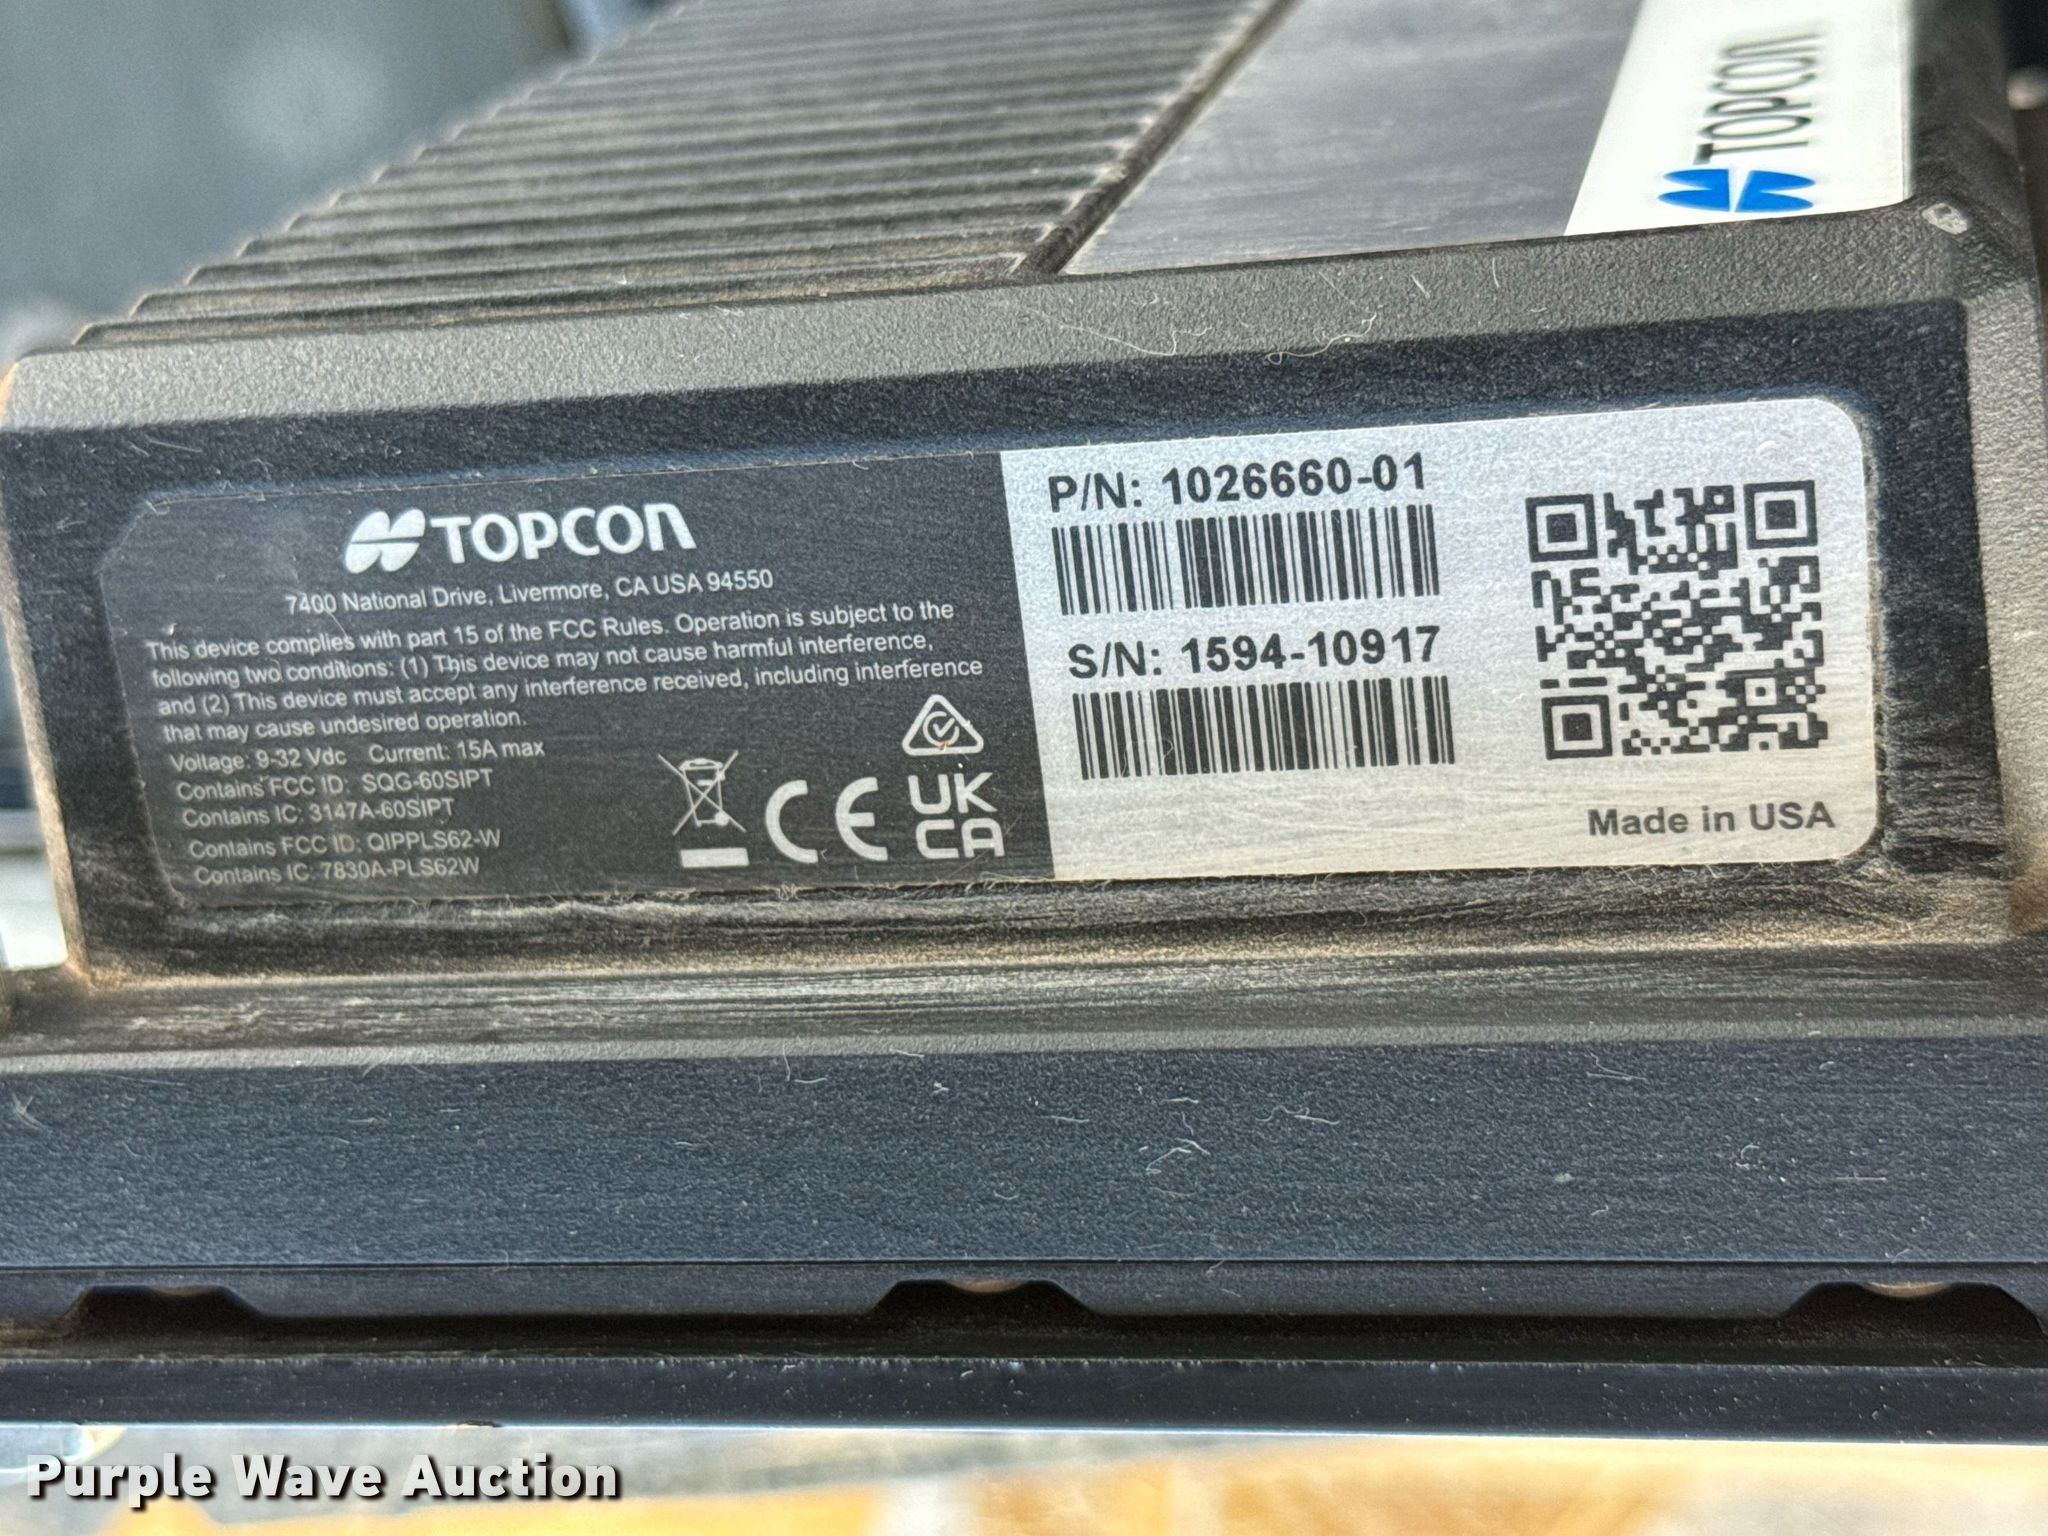 TOPCON
TOPCON
7400 National Drive, Livermore, CA USA 94550
This device complies with part 15 of the FCC Rules. Operation is subject to the
following two conditions: (1) This device may not cause harmful interference,
and (2) This device must accept any interference received, including interference
that may cause undesired operation.
Voltage: 9-32 Vdc Current: 15A max
Contains FCC ID: SQG-60SIPT
Contains IC: 3147A-60SIPT
Contains FCC ID: QIPPLS62-W
Contains IC: 7830A-PLS62W
CE
UK
CA
P/N: 1026660-01
S/N: 1594-10917
Made in USA
Purple Wave Auction